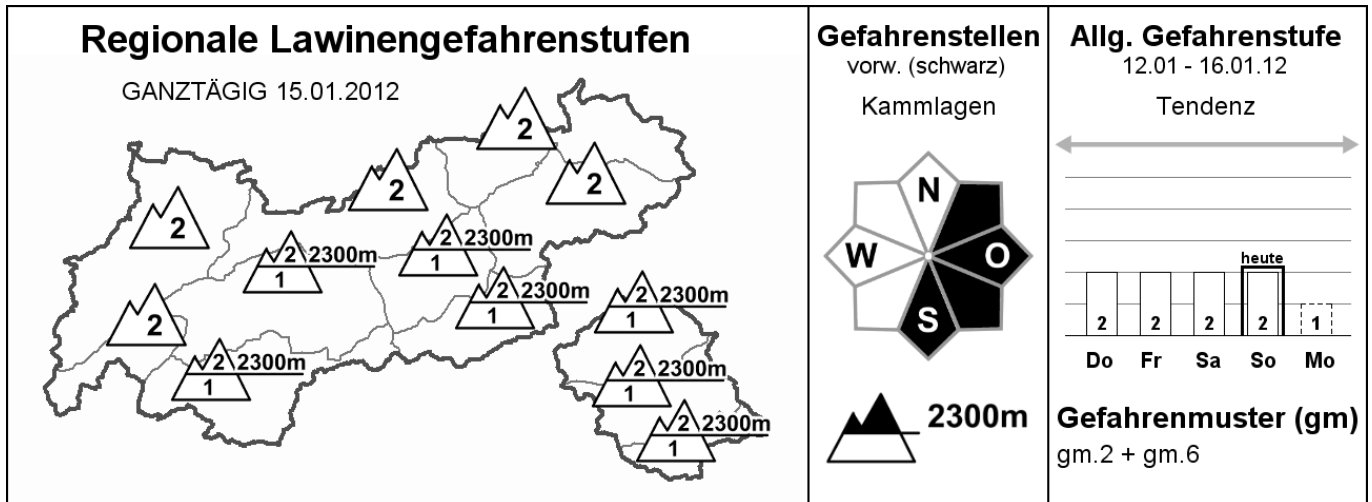 Regionale Lawinengefahrenstufen
GANZTÄGIG 15.01.2012
2
2
2
2
2 2300m
1
2 2300m
1
2 2300m
1
2
2 2300m
1
2 2300m
1
2 2300m
1
2 2300m
1
Gefahrenstellen
vorw. (schwarz)
Kammlagen
N
W
O
S
2300m
Allg. Gefahrenstufe
12.01 - 16.01.12
Tendenz
heute
2 2 2 2 1
Do Fr Sa So Mo
Gefahrenmuster (gm)
gm.2 + gm.6